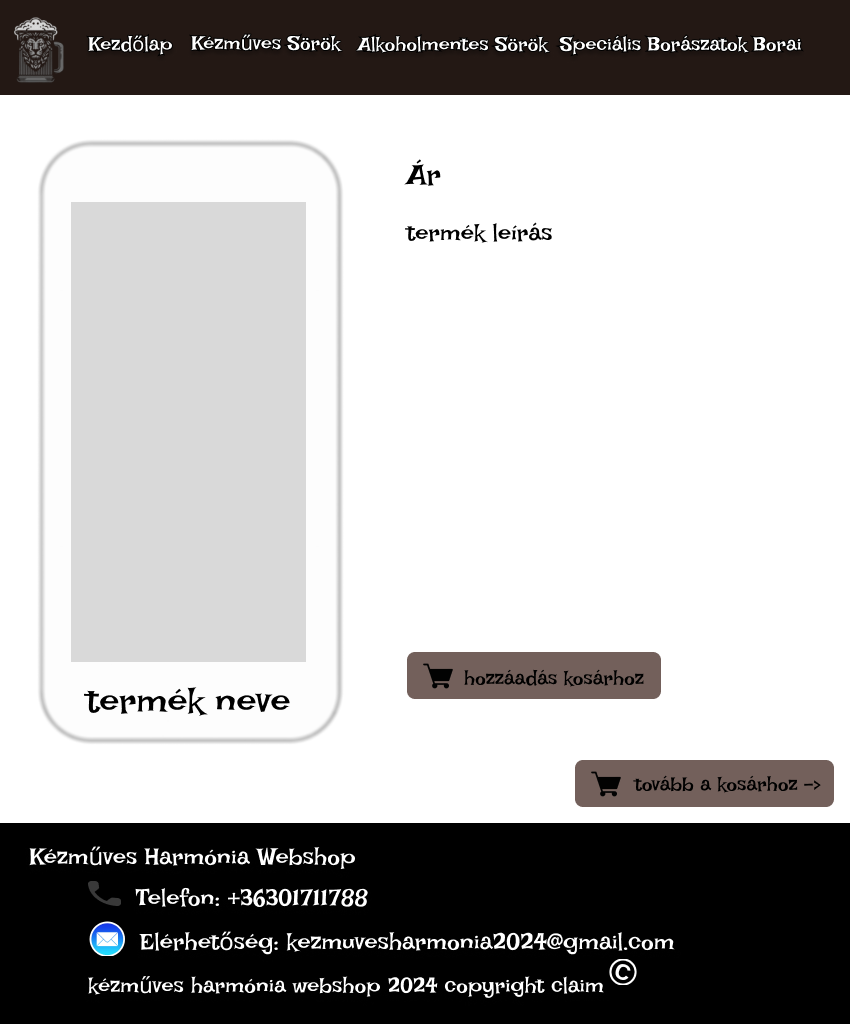 Kezdőlap Kézműves Sörök Alkoholmentes Sörök Speciális Borászatok Borai
Ár
termék leírás
termék neve
hozzáadás kosárhoz
tovább a kosárhoz ->
Kézműves Harmónia Webshop
Telefon: +36301711788
Elérhetőség: kezmuvesharmonia2024@gmail.com
kézműves harmónia webshop 2024 copyright claim ©